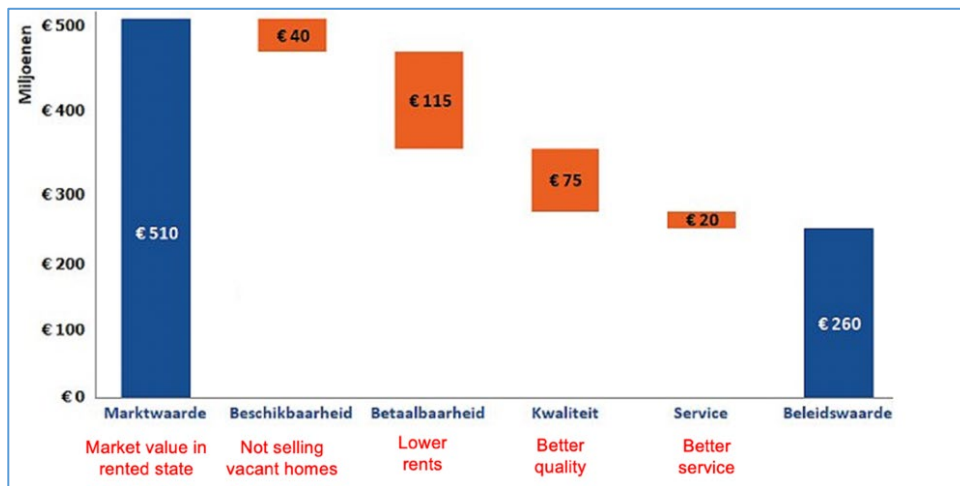 Miljoenen
€ 500
€ 400
€ 300
€ 200
€ 100
€ 0
€ 510
€ 40
€ 115
€ 75
€ 20
€ 260
Marktwaarde
Beschikbaarheid
Betaalbaarheid
Kwaliteit
Service
Beleidswaarde
Market value in
rented state
Not selling
vacant homes
Lower
rents
Better
quality
Better
service